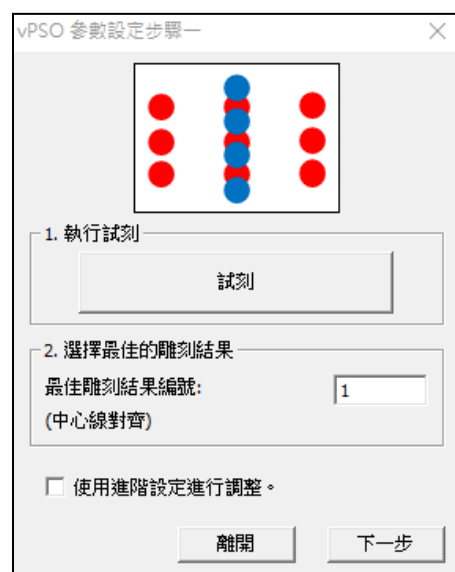 vPSO 參數設定步驟一
1. 執行試刻
試刻
2. 選擇最佳的雕刻結果
最佳雕刻結果編號:
1
(中心線對齊)
使用進階設定進行調整。
離開
下一步